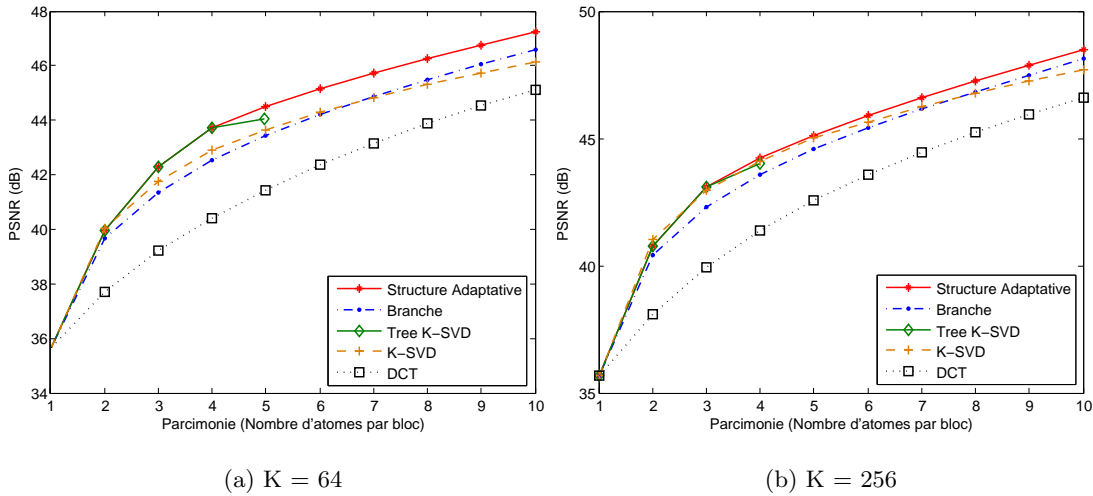 48
46
44
42
40
38
36
34
PSNR (dB)
1 2 3 4 5 6 7 8 9 10
Parcimonie (Nombre d'atomes par bloc)
Structure Adaptative
Branche
Tree K−SVD
K−SVD
DCT
(a) K = 64
50
45
40
35
PSNR (dB)
1 2 3 4 5 6 7 8 9 10
Parcimonie (Nombre d'atomes par bloc)
Structure Adaptative
Branche
Tree K−SVD
K−SVD
DCT
(b) K = 256